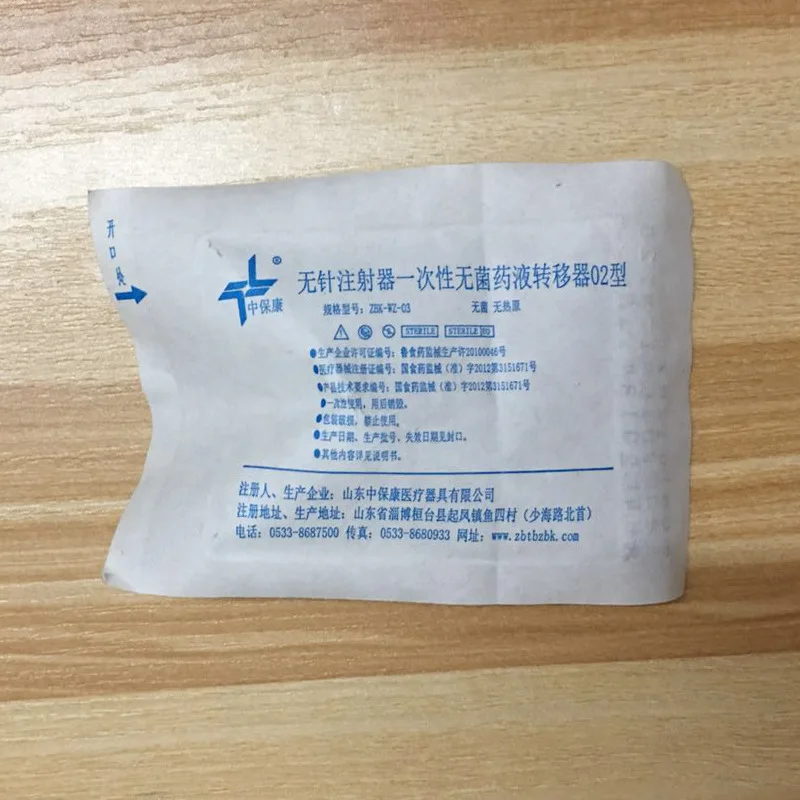 开口处
®
中保康
无针注射器一次性无菌药液转移器02型
规格型号：ZBK-WZ-03 无菌 无热原
STERILE STERILE EO
●生产企业许可证编号：鲁食药监械生产许20100046号
●医疗器械注册证编号：国食药监械（准）字2012第3151671号
●产品技术要求编号：国食药监械（准）字2012第3151671号
●一次性使用，用后销毁。
●包装破损，禁止使用。
●生产日期、生产批号、失效日期见封口。
●其他内容详见说明书。
注册人、生产企业：山东中保康医疗器具有限公司
注册地址、生产地址：山东省淄博桓台县起凤镇鱼四村（少海路北首）
电话：0533-8687500 传真：0533-8680933 网址：www.zbtbzbk.com